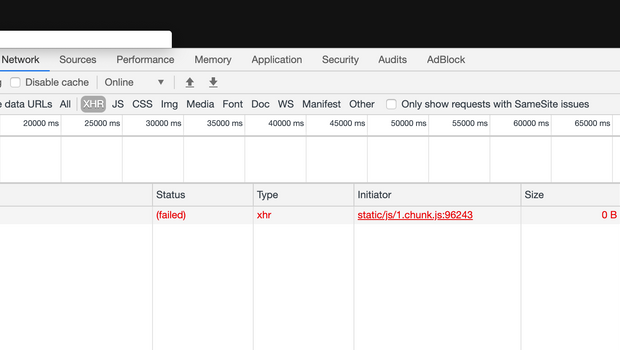 Network Sources Performance Memory Application Security Audits AdBlock
Disable cache Online ▼
data URLs All XHR JS CSS Img Media Font Doc WS Manifest Other Only show requests with SameSite issues
20000 ms 25000 ms 30000 ms 35000 ms 40000 ms 45000 ms 50000 ms 55000 ms 60000 ms 65000 ms
Status Type Initiator Size
(failed) xhr static/js/1.chunk.js:96243 0 B